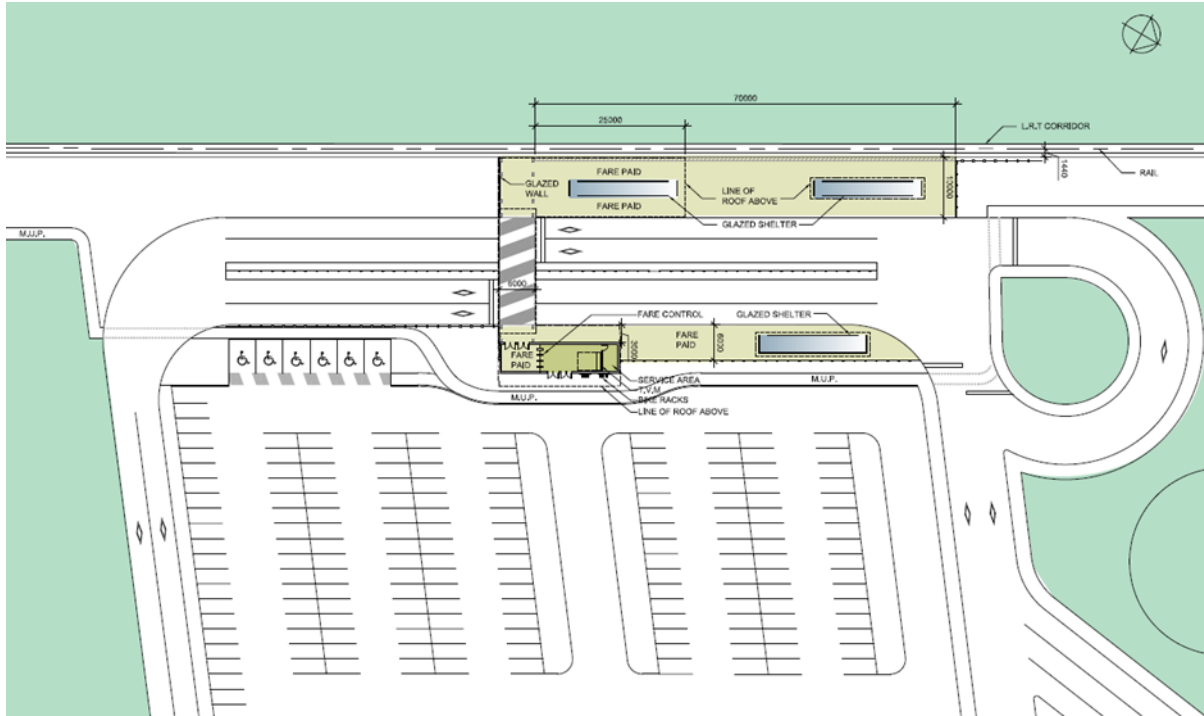 70000
25000
L.R.T CORRIDOR
1440
RAIL
FARE PAID
GLAZED
WALL
10000
LINE OF
ROOF ABOVE
FARE PAID
GLAZED SHELTER
M.U.P.
6000
FARE CONTROL
GLAZED SHELTER
FARE
PAID
6000
3000
FARE
PAID
SERVICE AREA
T.V.M
BIKE RACKS
LINE OF ROOF ABOVE
M.U.P.
M.U.P.